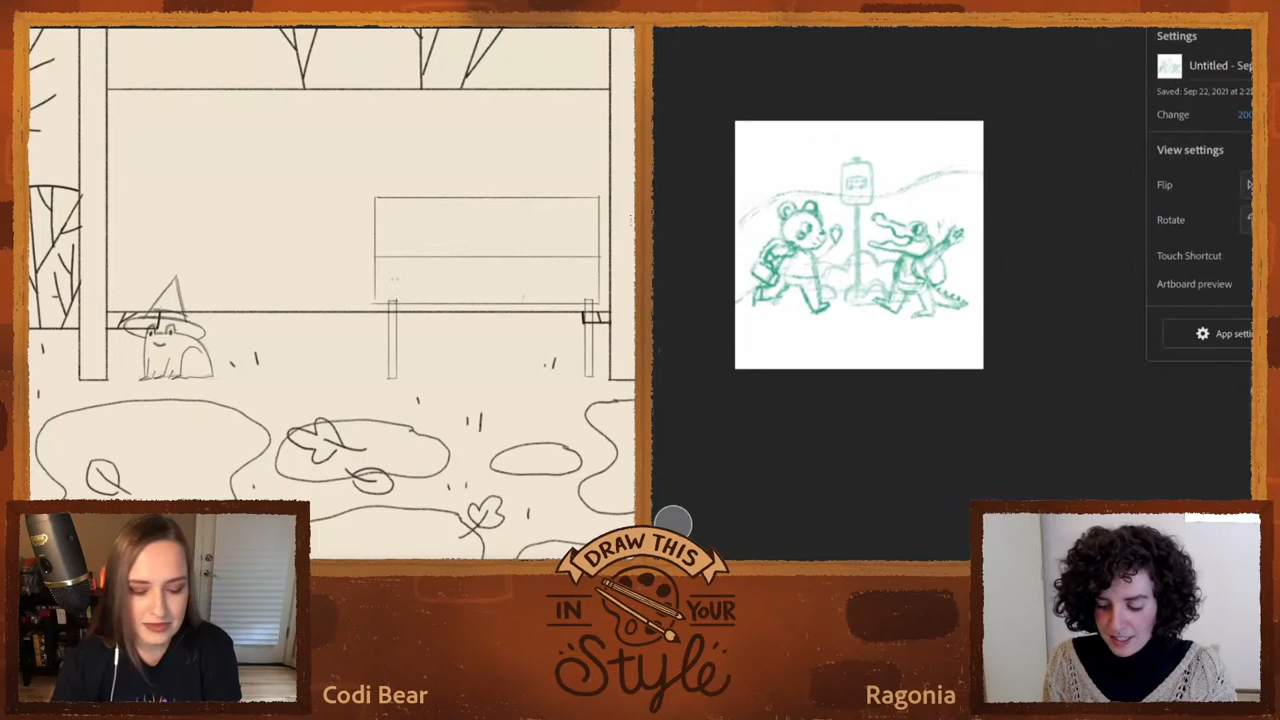 Settings
Untitled - Sep
Saved: Sep 22, 2021 at 2:2
Change 200
View settings
Flip
Rotate
Touch Shortcut
Artboard preview
App setti
DRAW THIS
IN YOUR
Style
Codi Bear
Ragonia